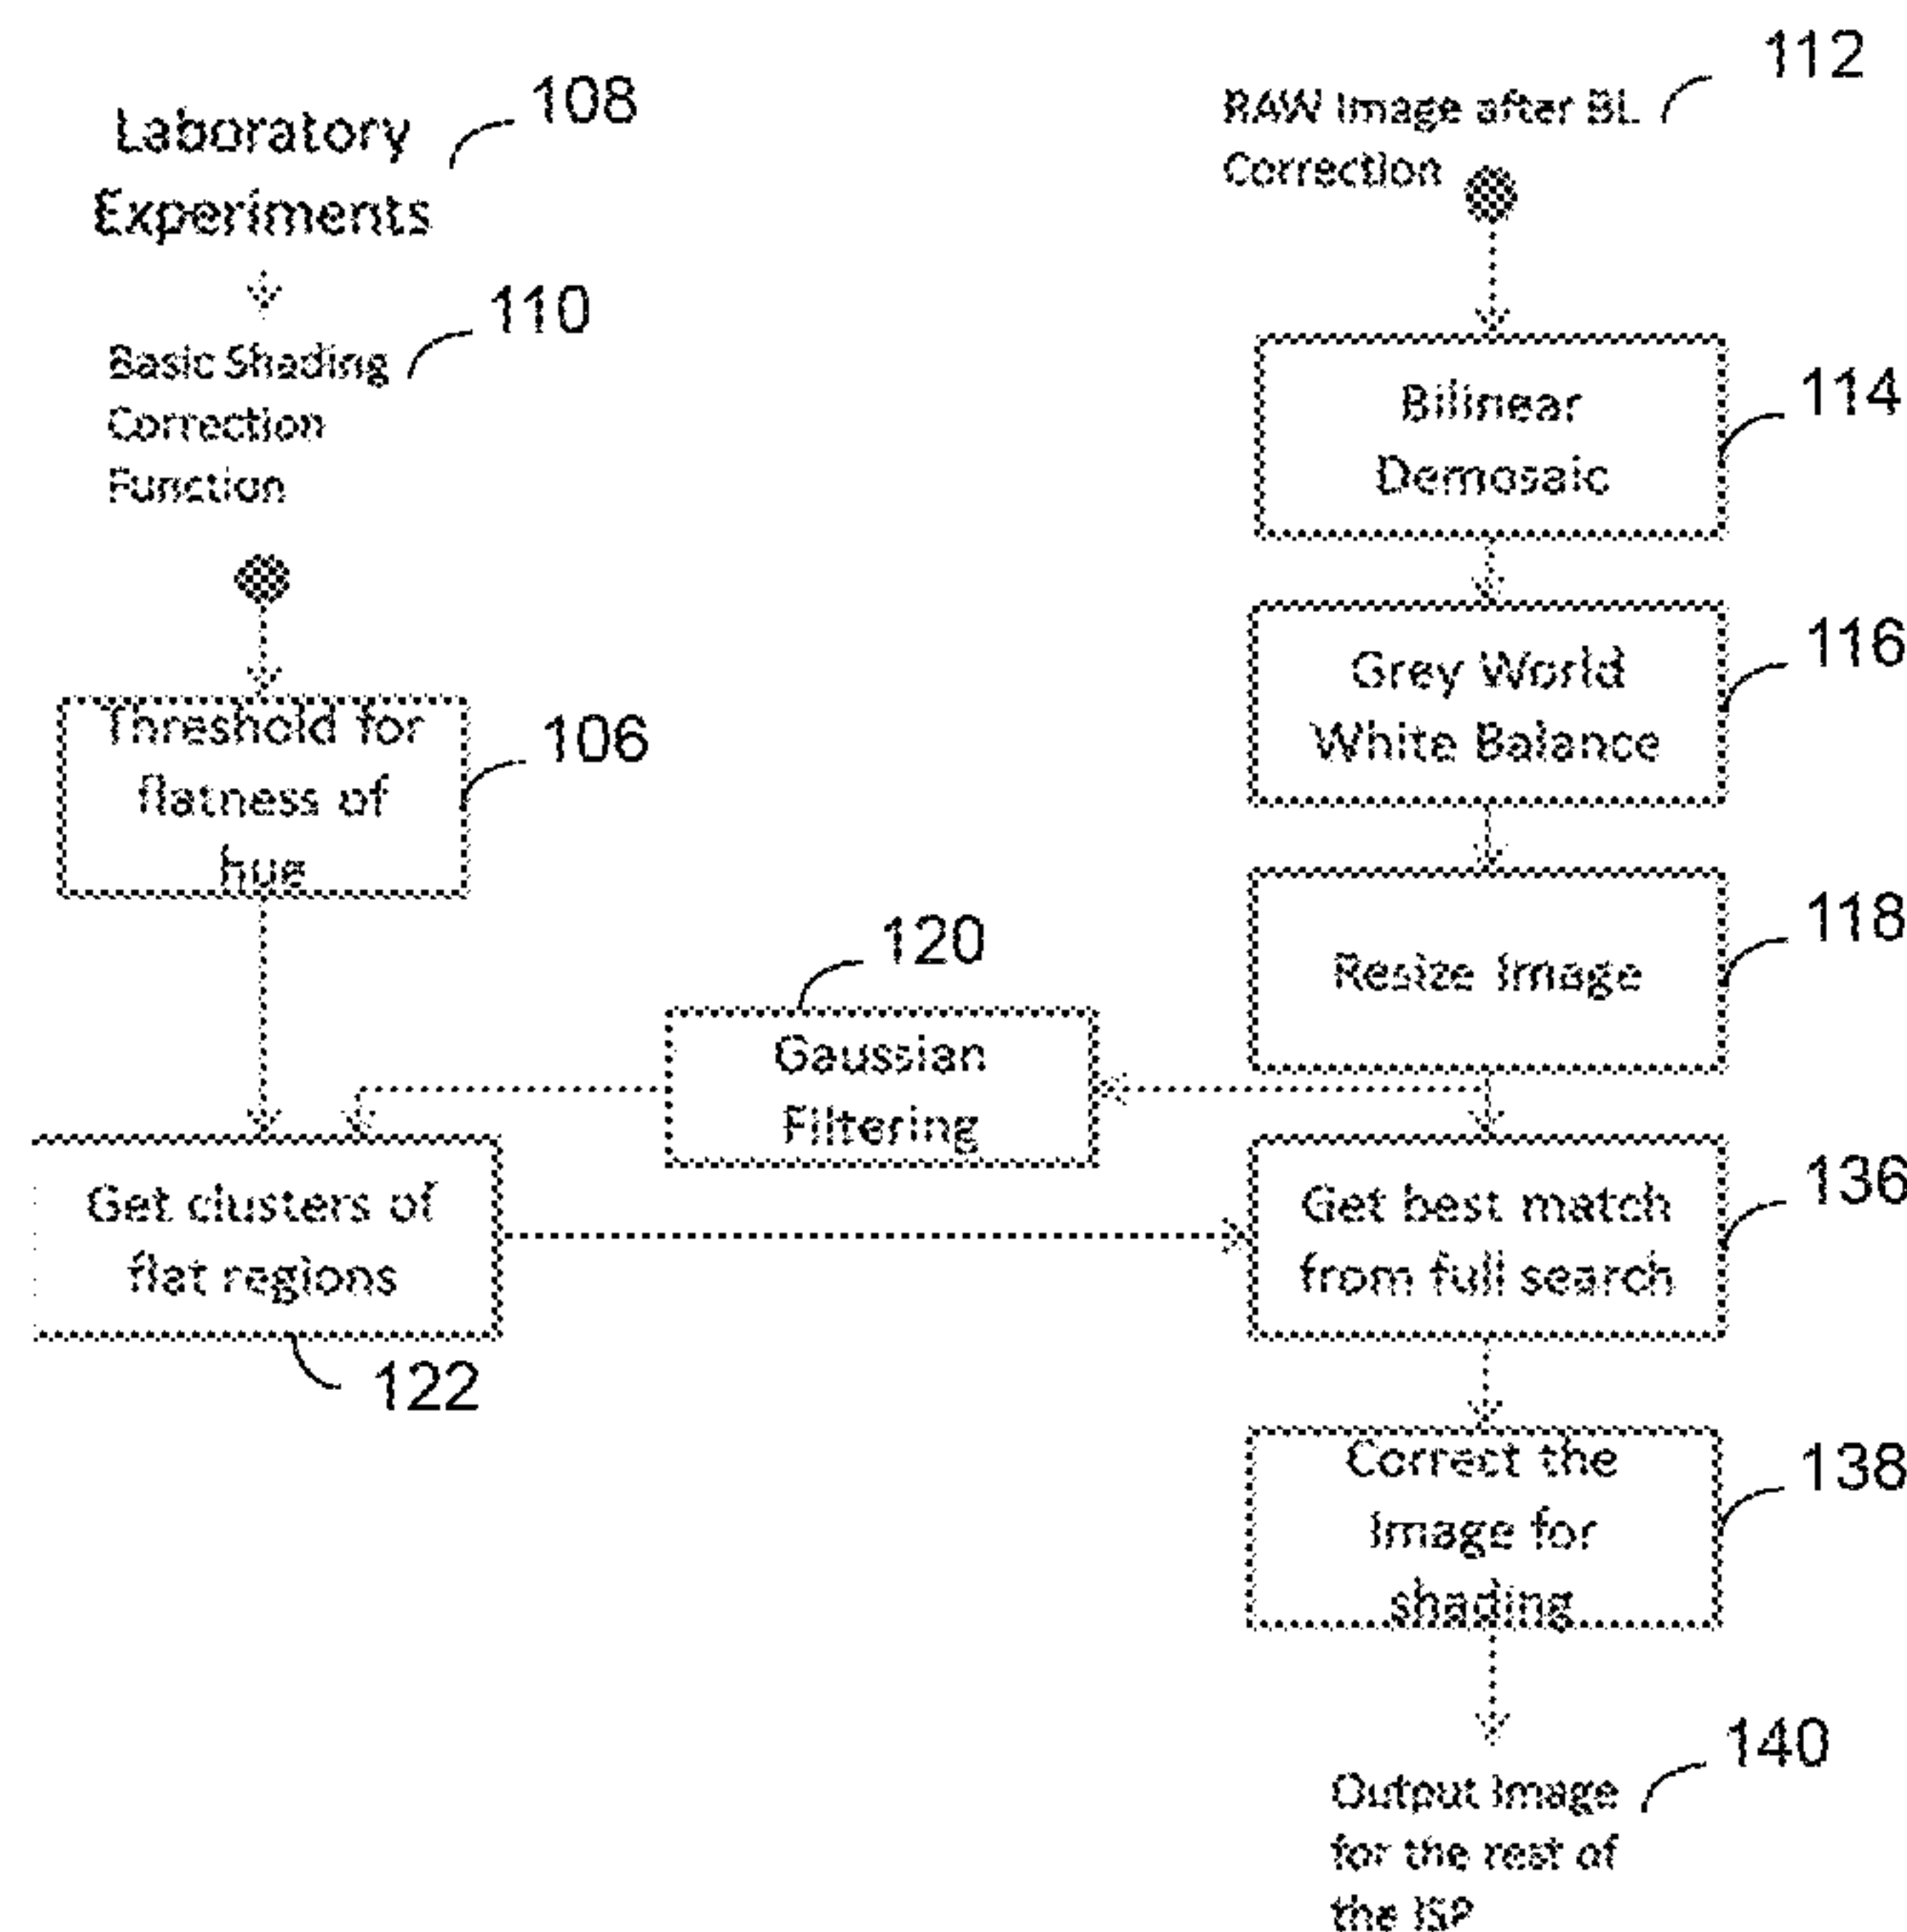 108
Laboratory
Experiments
110
Basic Shading
Correction
Function
Threshold for
flatness of
hue
106
112
RAW Image after BL
Correction
Bilinear
Demosaic
114
Grey World
White Balance
116
Resize Image
118
120
Gaussian
Filtering
Get clusters of
flat regions
122
Get best match
from full search
136
Correct the
Image for
shading
138
140
Output Image
for the rest of
the ISP